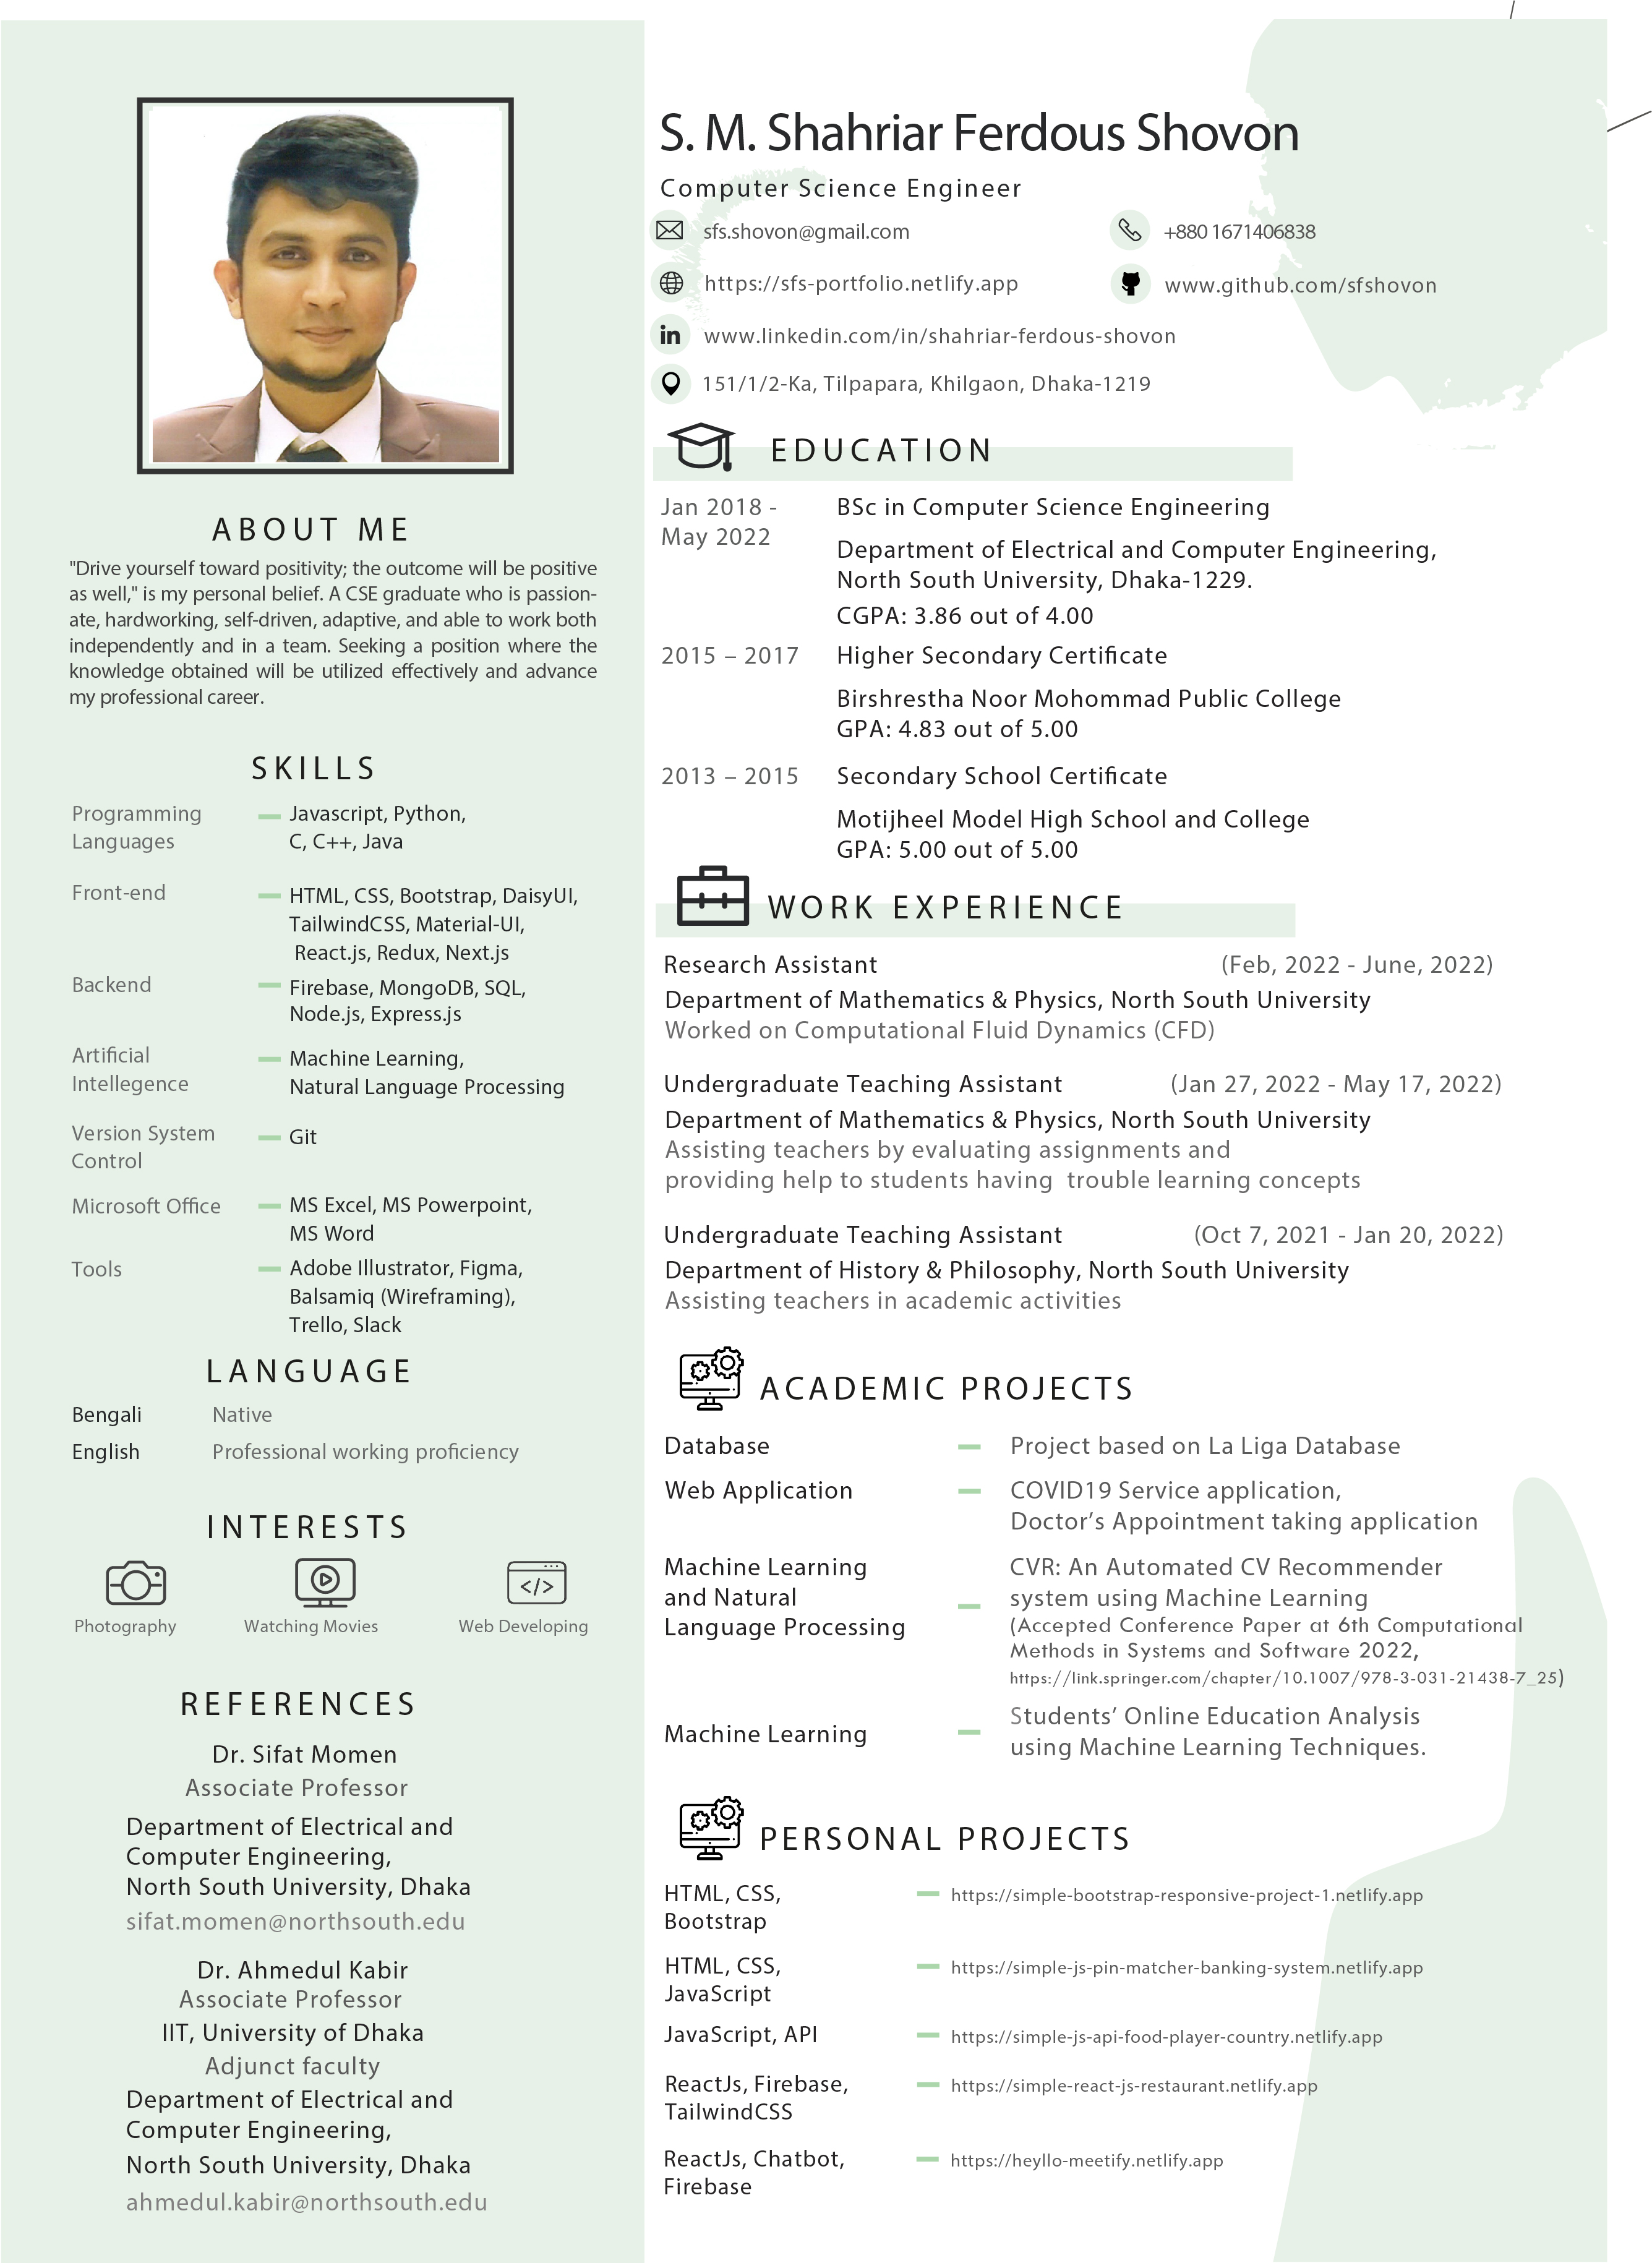 S. M. Shahriar Ferdous Shovon
Computer Science Engineer
sfs.shovon@gmail.com
+880 1671406838
https://sfs-portfolio.netlify.app
www.github.com/sfshovon
www.linkedin.com/in/shahriar-ferdous-shovon
151/1/2-Ka, Tilpapara, Khilgaon, Dhaka-1219
ABOUT ME
"Drive yourself toward positivity; the outcome will be positive
as well," is my personal belief. A CSE graduate who is passion-
ate, hardworking, self-driven, adaptive, and able to work both
independently and in a team. Seeking a position where the
knowledge obtained will be utilized effectively and advance
my professional career.
SKILLS
Programming
Languages
Javascript, Python,
C, C++, Java
Front-end
HTML, CSS, Bootstrap, DaisyUI,
TailwindCSS, Material-UI,
React.js, Redux, Next.js
Backend
Firebase, MongoDB, SQL,
Node.js, Express.js
Artificial
Intellegence
Machine Learning,
Natural Language Processing
Version System
Control
Git
Microsoft Office
MS Excel, MS Powerpoint,
MS Word
Tools
Adobe Illustrator, Figma,
Balsamiq (Wireframing),
Trello, Slack
LANGUAGE
Bengali Native
English Professional working proficiency
INTERESTS
Photography
Watching Movies
Web Developing
REFERENCES
Dr. Sifat Momen
Associate Professor
Department of Electrical and
Computer Engineering,
North South University, Dhaka
sifat.momen@northsouth.edu
Dr. Ahmedul Kabir
Associate Professor
IIT, University of Dhaka
Adjunct faculty
Department of Electrical and
Computer Engineering,
North South University, Dhaka
ahmedul.kabir@northsouth.edu
EDUCATION
Jan 2018 -
May 2022
BSc in Computer Science Engineering
Department of Electrical and Computer Engineering,
North South University, Dhaka-1229.
CGPA: 3.86 out of 4.00
2015 – 2017
Higher Secondary Certificate
Birshrestha Noor Mohommad Public College
GPA: 4.83 out of 5.00
2013 – 2015
Secondary School Certificate
Motijheel Model High School and College
GPA: 5.00 out of 5.00
WORK EXPERIENCE
Research Assistant (Feb, 2022 - June, 2022)
Department of Mathematics & Physics, North South University
Worked on Computational Fluid Dynamics (CFD)
Undergraduate Teaching Assistant (Jan 27, 2022 - May 17, 2022)
Department of Mathematics & Physics, North South University
Assisting teachers by evaluating assignments and
providing help to students having trouble learning concepts
Undergraduate Teaching Assistant (Oct 7, 2021 - Jan 20, 2022)
Department of History & Philosophy, North South University
Assisting teachers in academic activities
ACADEMIC PROJECTS
Database
Project based on La Liga Database
Web Application
COVID19 Service application,
Doctor’s Appointment taking application
Machine Learning
and Natural
Language Processing
CVR: An Automated CV Recommender
system using Machine Learning
(Accepted Conference Paper at 6th Computational
Methods in Systems and Software 2022,
https://link.springer.com/chapter/10.1007/978-3-031-21438-7_25)
Machine Learning
Students’ Online Education Analysis
using Machine Learning Techniques.
PERSONAL PROJECTS
HTML, CSS,
Bootstrap
https://simple-bootstrap-responsive-project-1.netlify.app
HTML, CSS,
JavaScript
https://simple-js-pin-matcher-banking-system.netlify.app
JavaScript, API
https://simple-js-api-food-player-country.netlify.app
ReactJs, Firebase,
TailwindCSS
https://simple-react-js-restaurant.netlify.app
ReactJs, Chatbot,
Firebase
https://heyllo-meetify.netlify.app